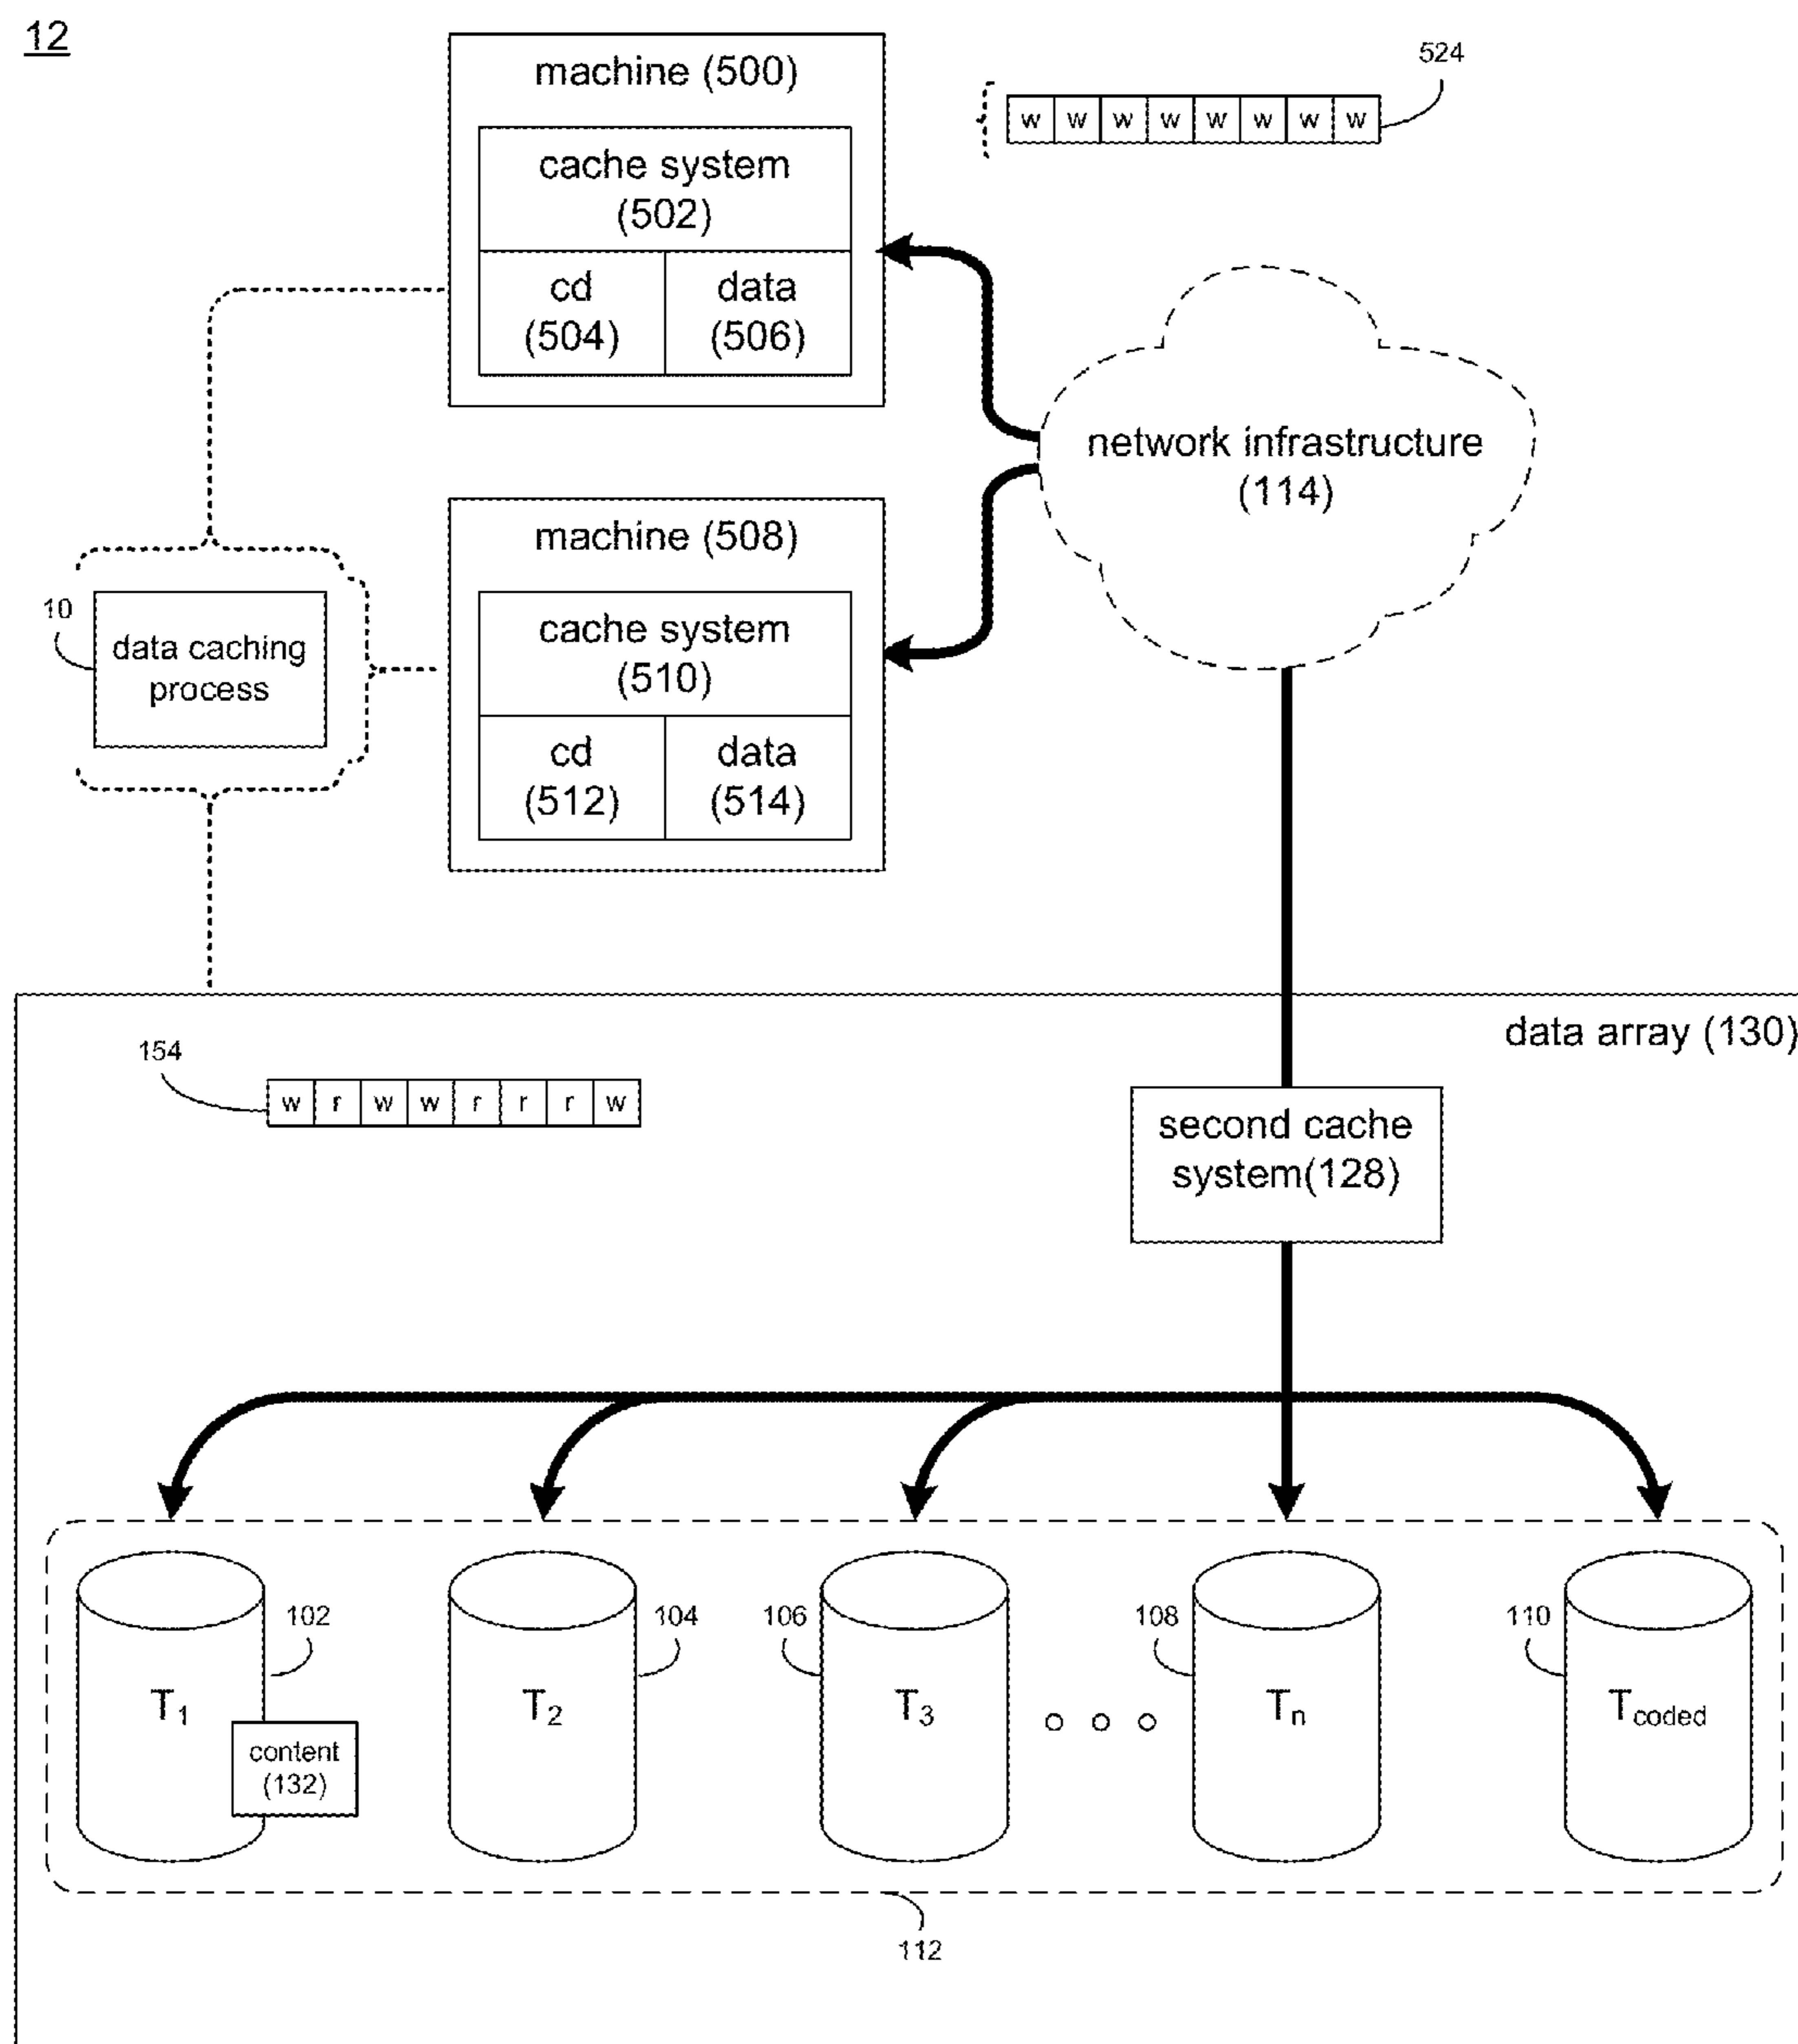 12
machine (500)
cache system
(502)
cd
(504)
data
(506)
524
w w w w w w w w
network infrastructure
(114)
machine (508)
cache system
(510)
cd
(512)
data
(514)
10
data caching
process
data array (130)
154
w r w w r r r w
second cache
system(128)
102
T1
content
(132)
104
T2
106
T3
108
Tn
110
Tcoded
112